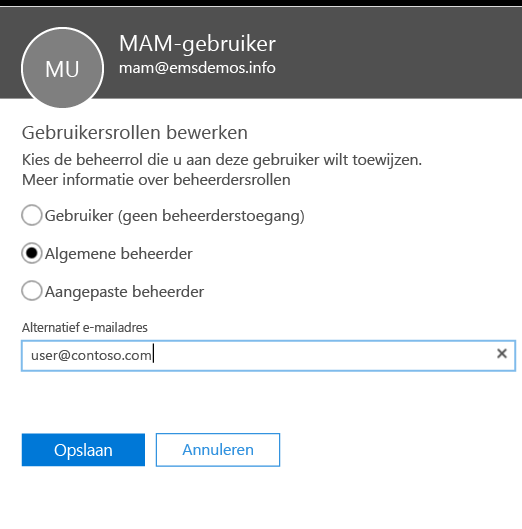 MU
MAM-gebruiker
mam@emsdemos.info
Gebruikersrollen bewerken
Kies de beheerrol die u aan deze gebruiker wilt toewijzen.
Meer informatie over beheerdersrollen
Gebruiker (geen beheerderstoegang)
Algemene beheerder
Aangepaste beheerder
Alternatief e-mailadres
user@contoso.com
Opslaan
Annuleren